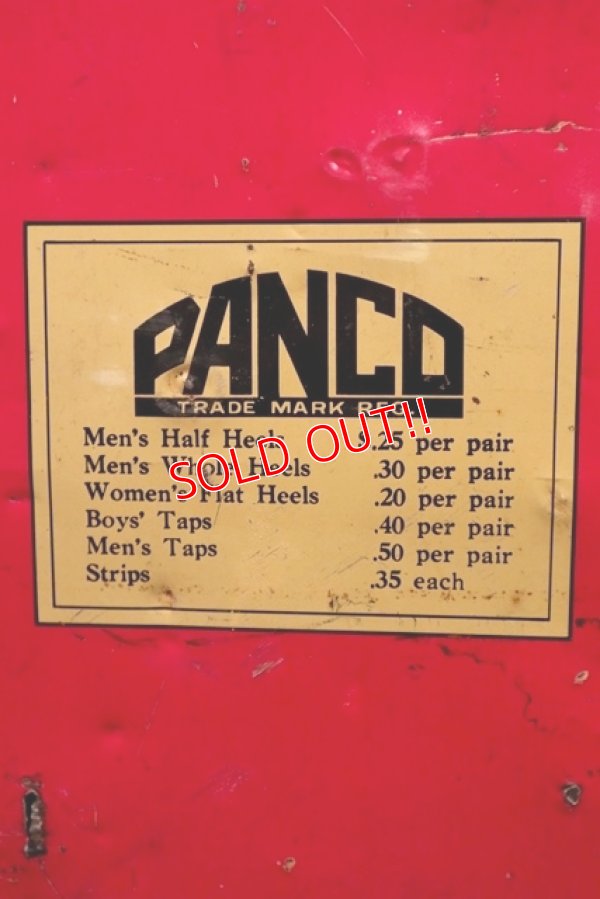 PANCO
TRADE MARK REG.
Men's Half Heels $.25 per pair
Men's Whole Heels .30 per pair
Women's Flat Heels .20 per pair
Boys' Taps .40 per pair
Men's Taps .50 per pair
Strips .35 each
SOLD OUT!!